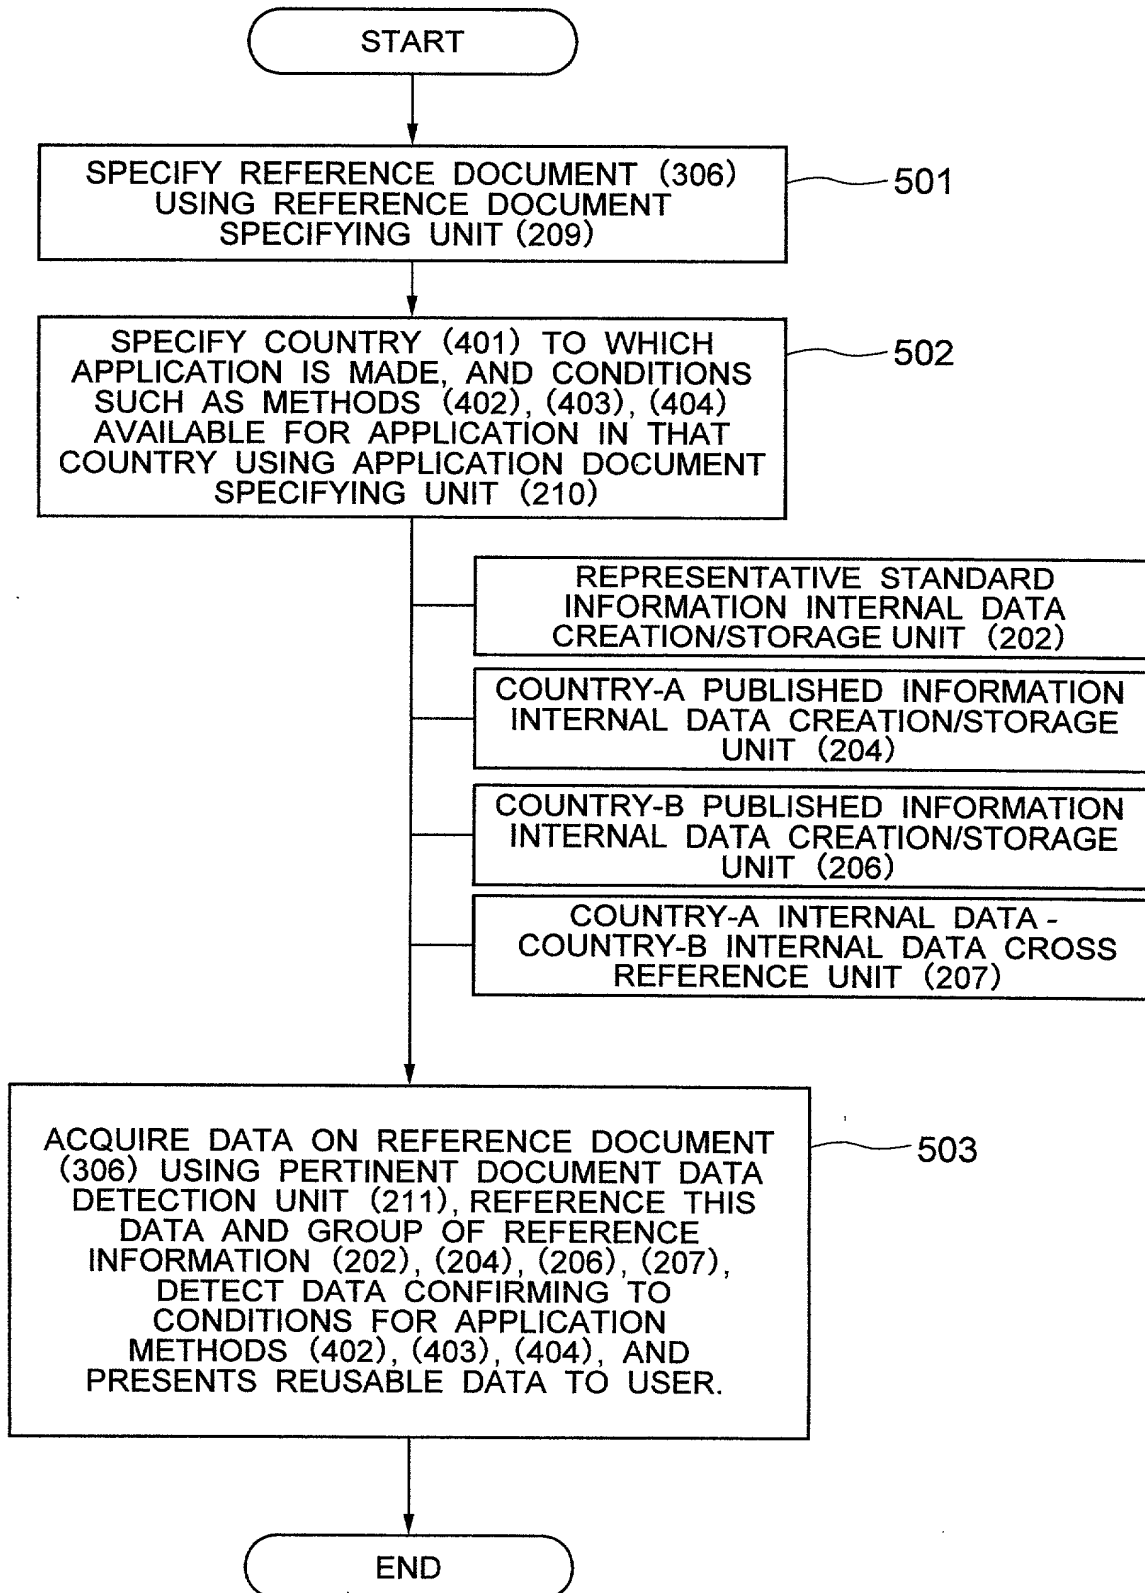 START
SPECIFY REFERENCE DOCUMENT (306)
USING REFERENCE DOCUMENT
SPECIFYING UNIT (209)
501
SPECIFY COUNTRY (401) TO WHICH
APPLICATION IS MADE, AND CONDITIONS
SUCH AS METHODS (402), (403), (404)
AVAILABLE FOR APPLICATION IN THAT
COUNTRY USING APPLICATION DOCUMENT
SPECIFYING UNIT (210)
502
REPRESENTATIVE STANDARD
INFORMATION INTERNAL DATA
CREATION/STORAGE UNIT (202)
COUNTRY-A PUBLISHED INFORMATION
INTERNAL DATA CREATION/STORAGE
UNIT (204)
COUNTRY-B PUBLISHED INFORMATION
INTERNAL DATA CREATION/STORAGE
UNIT (206)
COUNTRY-A INTERNAL DATA -
COUNTRY-B INTERNAL DATA CROSS
REFERENCE UNIT (207)
ACQUIRE DATA ON REFERENCE DOCUMENT
(306) USING PERTINENT DOCUMENT DATA
DETECTION UNIT (211), REFERENCE THIS
DATA AND GROUP OF REFERENCE
INFORMATION (202), (204), (206), (207),
DETECT DATA CONFIRMING TO
CONDITIONS FOR APPLICATION
METHODS (402), (403), (404), AND
PRESENTS REUSABLE DATA TO USER.
503
END